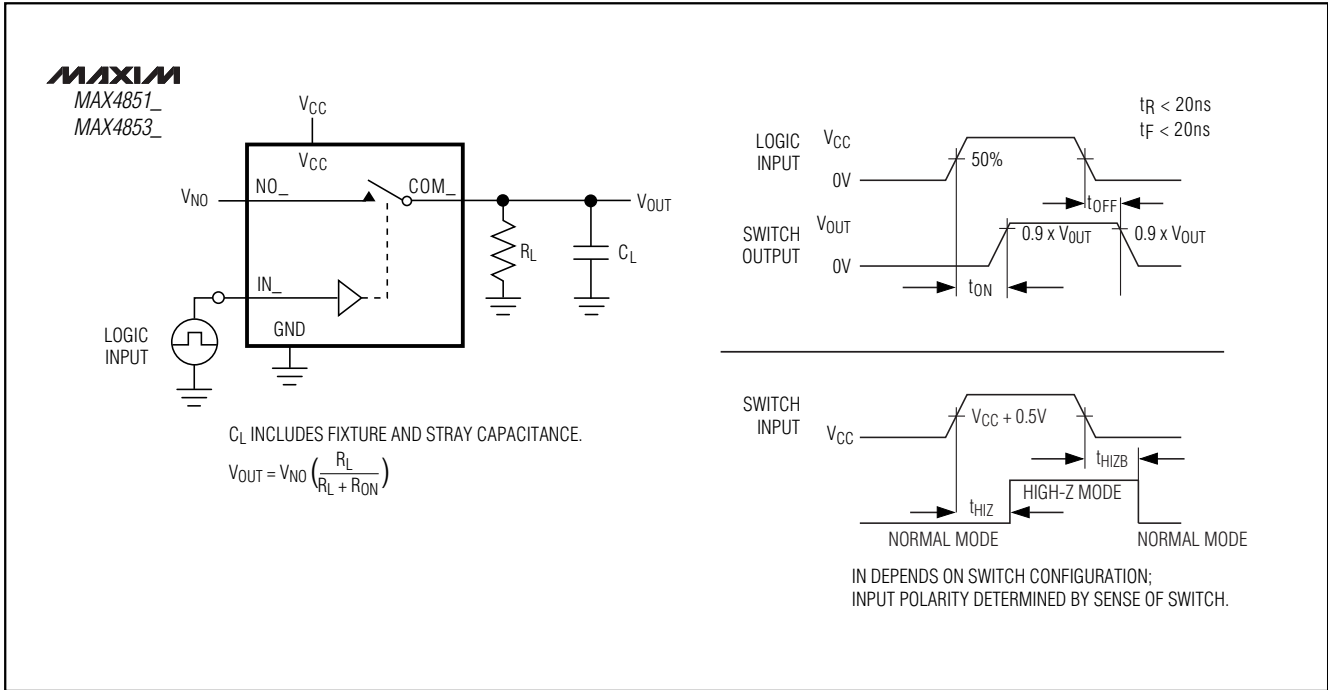 MAXIM
MAX4851_
MAX4853_
VCC
VCC
VNO
NO_
COM_
VOUT
RL
CL
IN_
GND
LOGIC
INPUT
CL INCLUDES FIXTURE AND STRAY CAPACITANCE.
VOUT = VNO (RL / RL + RON)
tR < 20ns
tF < 20ns
LOGIC
INPUT
VCC
0V
50%
tOFF
SWITCH
OUTPUT
VOUT
0V
0.9 x VOUT
0.9 x VOUT
tON
SWITCH
INPUT
VCC
VCC + 0.5V
tHIZB
HIGH-Z MODE
tHIZ
NORMAL MODE
NORMAL MODE
IN DEPENDS ON SWITCH CONFIGURATION;
INPUT POLARITY DETERMINED BY SENSE OF SWITCH.